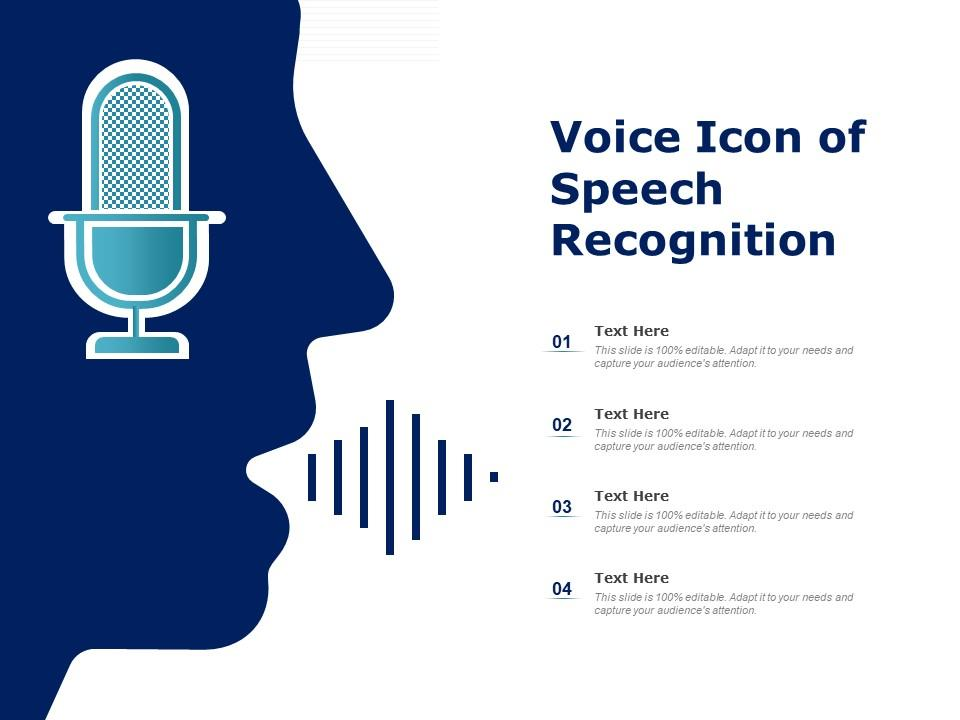 Voice Icon of
Speech
Recognition
01
Text Here
This slide is 100% editable. Adapt it to your needs and
capture your audience's attention.
02
Text Here
This slide is 100% editable. Adapt it to your needs and
capture your audience's attention.
03
Text Here
This slide is 100% editable. Adapt it to your needs and
capture your audience's attention.
04
Text Here
This slide is 100% editable. Adapt it to your needs and
capture your audience's attention.